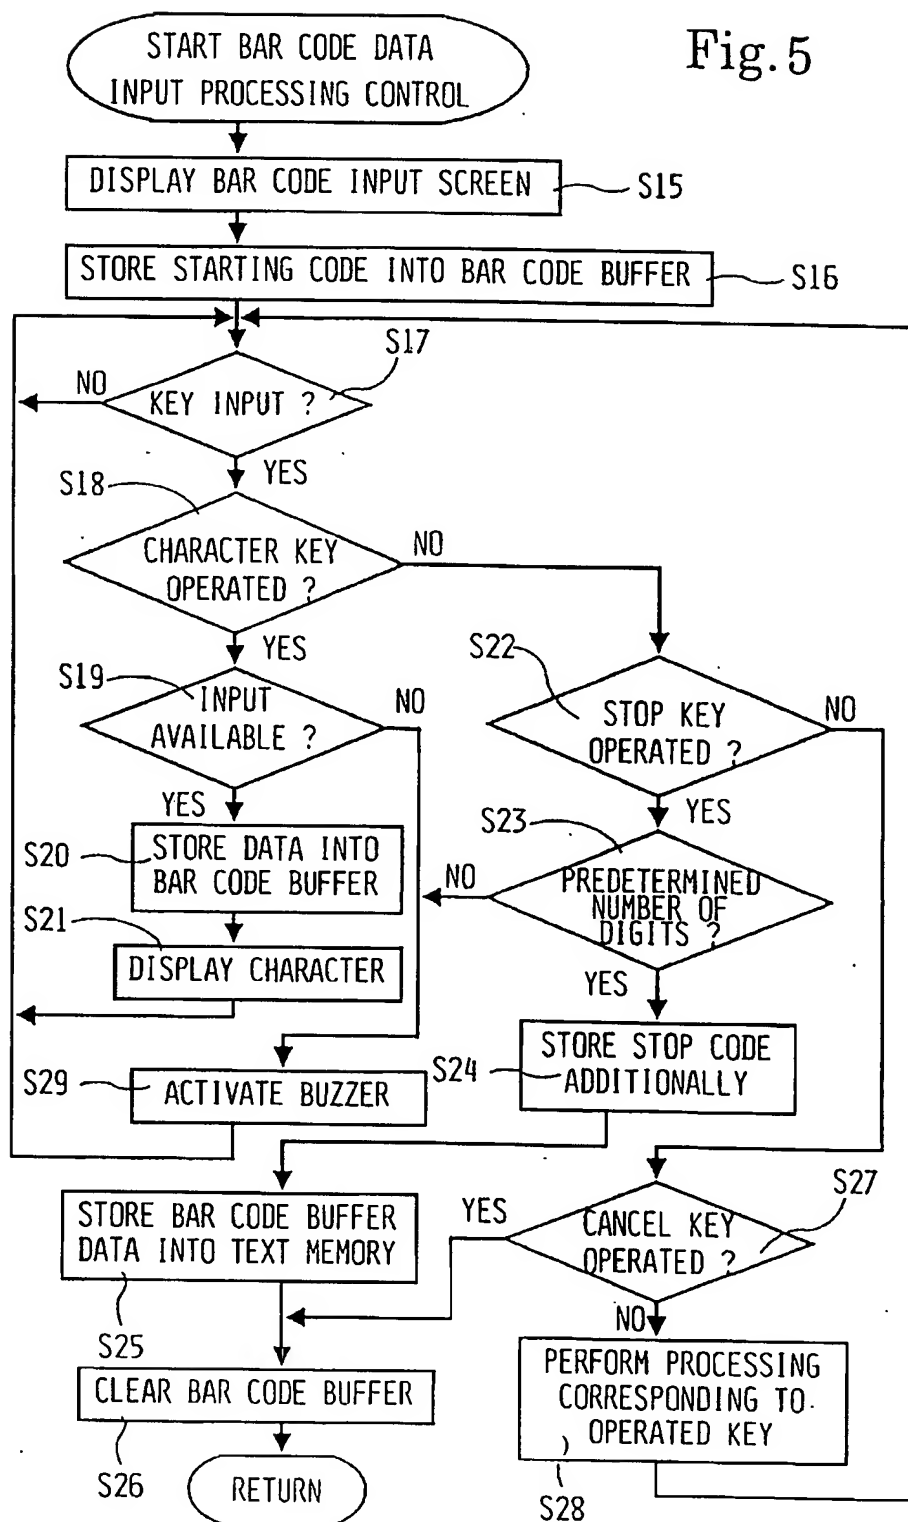 Fig. 5
START BAR CODE DATA
INPUT PROCESSING CONTROL
DISPLAY BAR CODE INPUT SCREEN
S15
STORE STARTING CODE INTO BAR CODE BUFFER
S16
S17
NO
KEY INPUT ?
YES
S18
CHARACTER KEY
OPERATED ?
NO
YES
S19
INPUT
AVAILABLE ?
NO
S22
STOP KEY
OPERATED ?
NO
YES
YES
S20
STORE DATA INTO
BAR CODE BUFFER
S23
PREDETERMINED
NUMBER OF
DIGITS ?
NO
YES
S21
DISPLAY CHARACTER
S24
STORE STOP CODE
ADDITIONALLY
S29
ACTIVATE BUZZER
S27
CANCEL KEY
OPERATED ?
YES
NO
STORE BAR CODE BUFFER
DATA INTO TEXT MEMORY
S25
PERFORM PROCESSING
CORRESPONDING TO
OPERATED KEY
S28
CLEAR BAR CODE BUFFER
S26
RETURN